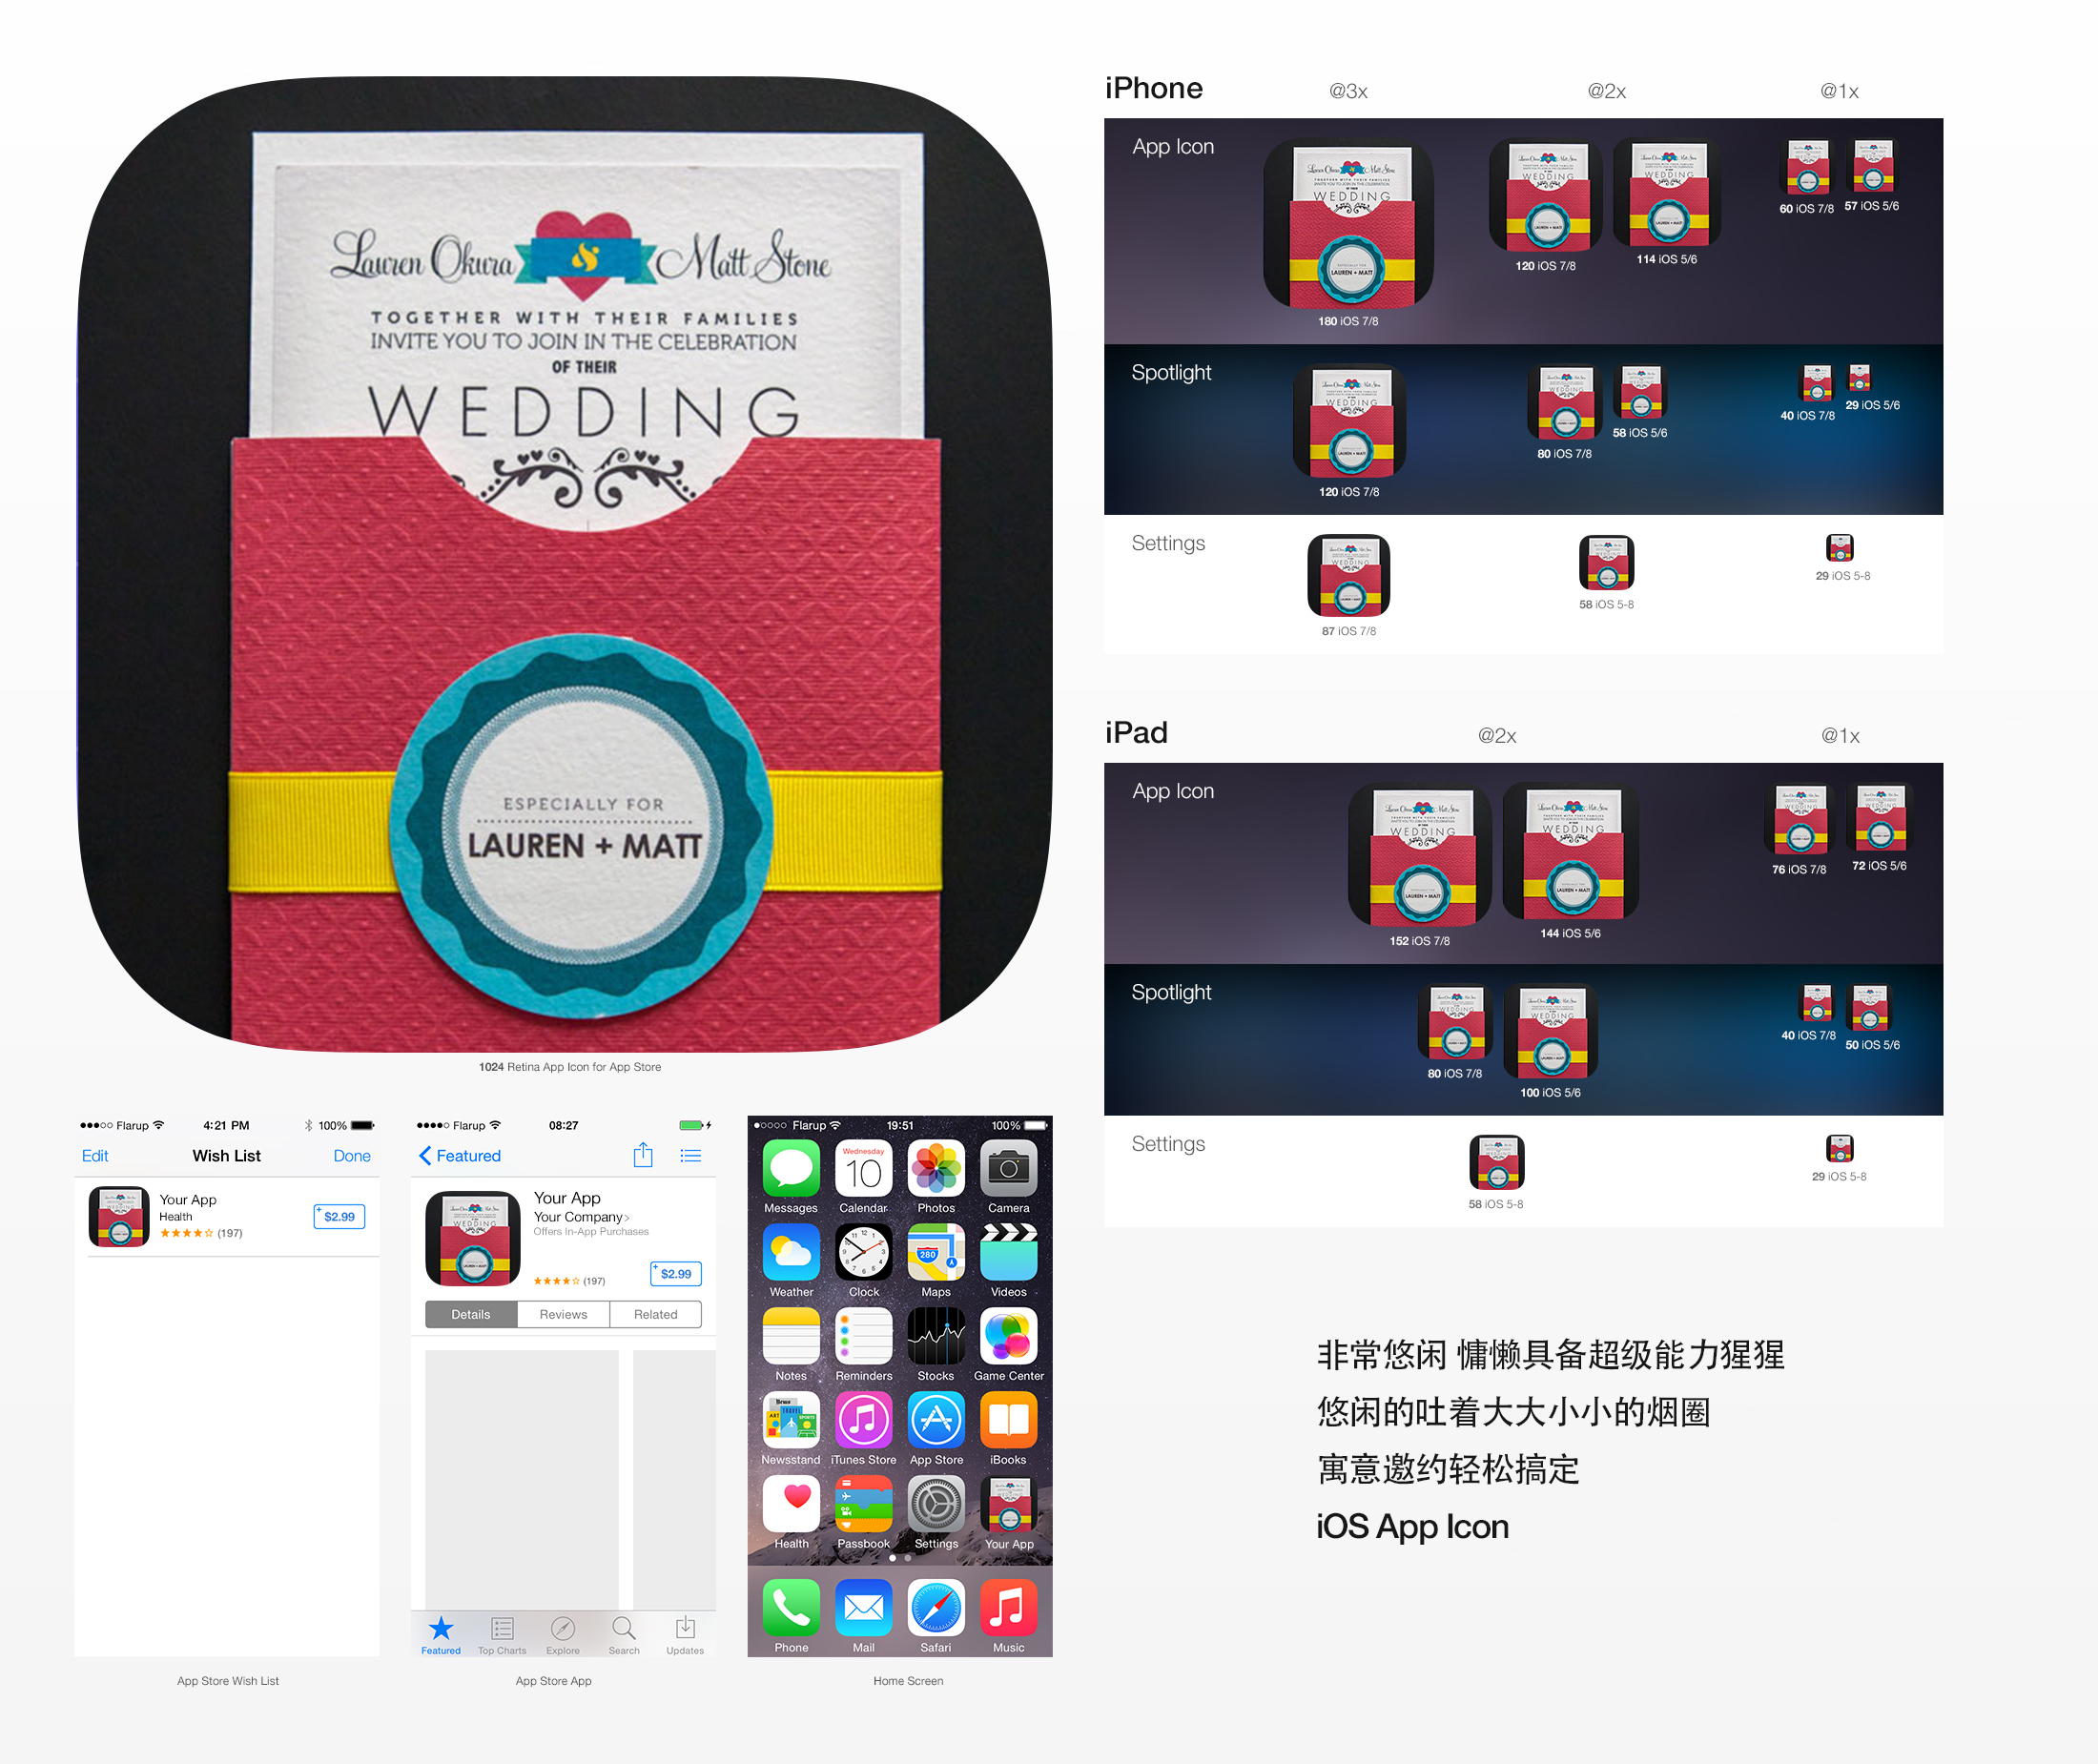 Lauren Okura & Matt Stone
TOGETHER WITH THEIR FAMILIES
INVITE YOU TO JOIN IN THE CELEBRATION
OF THEIR
WEDDING
ESPECIALLY FOR
LAUREN + MATT
1024 Retina App Icon for App Store
Flarup 4:21 PM 100%
Edit Wish List Done
Your App
Health
(197)
+ $2.99
App Store Wish List
Flarup 08:27
Featured
Your App
Your Company
Offers In-App Purchases
(197)
+ $2.99
Details Reviews Related
Featured Top Charts Explore Search Updates
App Store App
Flarup 19:51 100%
Wednesday
10
Messages Calendar Photos Camera
280
Weather Clock Maps Videos
Notes Reminders Stocks Game Center
News
ART TRAVEL SPORTS
Newsstand iTunes Store App Store iBooks
Health Passbook Settings Your App
Phone Mail Safari Music
Home Screen
iPhone @3x @2x @1x
App Icon
180 iOS 7/8
120 iOS 7/8
114 iOS 5/6
60 iOS 7/8
57 iOS 5/6
Spotlight
120 iOS 7/8
80 iOS 7/8
58 iOS 5/6
40 iOS 7/8
29 iOS 5/6
Settings
87 iOS 7/8
58 iOS 5-8
29 iOS 5-8
iPad @2x @1x
App Icon
152 iOS 7/8
144 iOS 5/6
76 iOS 7/8
72 iOS 5/6
Spotlight
80 iOS 7/8
100 iOS 5/6
40 iOS 7/8
50 iOS 5/6
Settings
58 iOS 5-8
29 iOS 5-8
非常悠闲 慵懒具备超级能力猩猩
悠闲的吐着大大小小的烟圈
寓意邀约轻松搞定
iOS App Icon